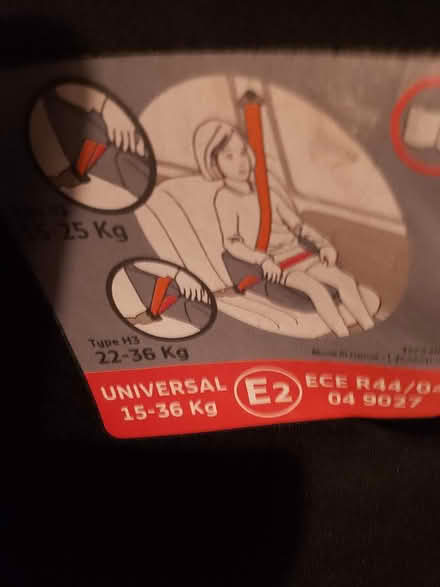 25 Kg
Type H3
22-36 Kg
UNIVERSAL
15-36 Kg
E2
ECE R44/04
04 9027